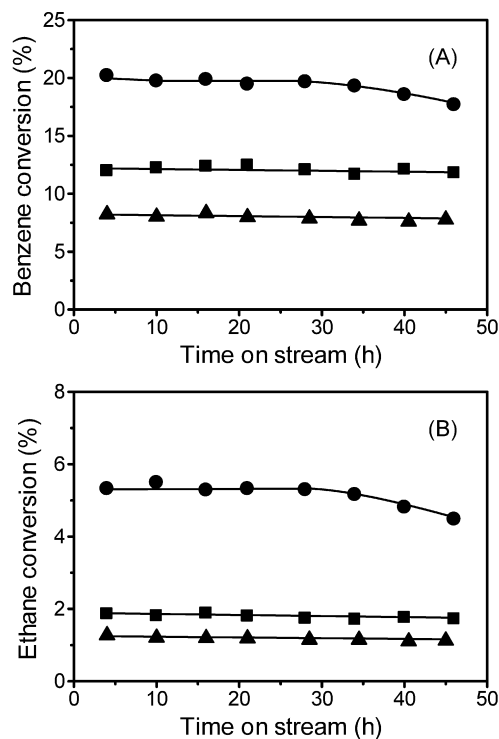 25
20
15
10
5
0
Benzene conversion (%)
(A)
0 10 20 30 40 50
Time on stream (h)
8
6
4
2
0
Ethane conversion (%)
(B)
0 10 20 30 40 50
Time on stream (h)